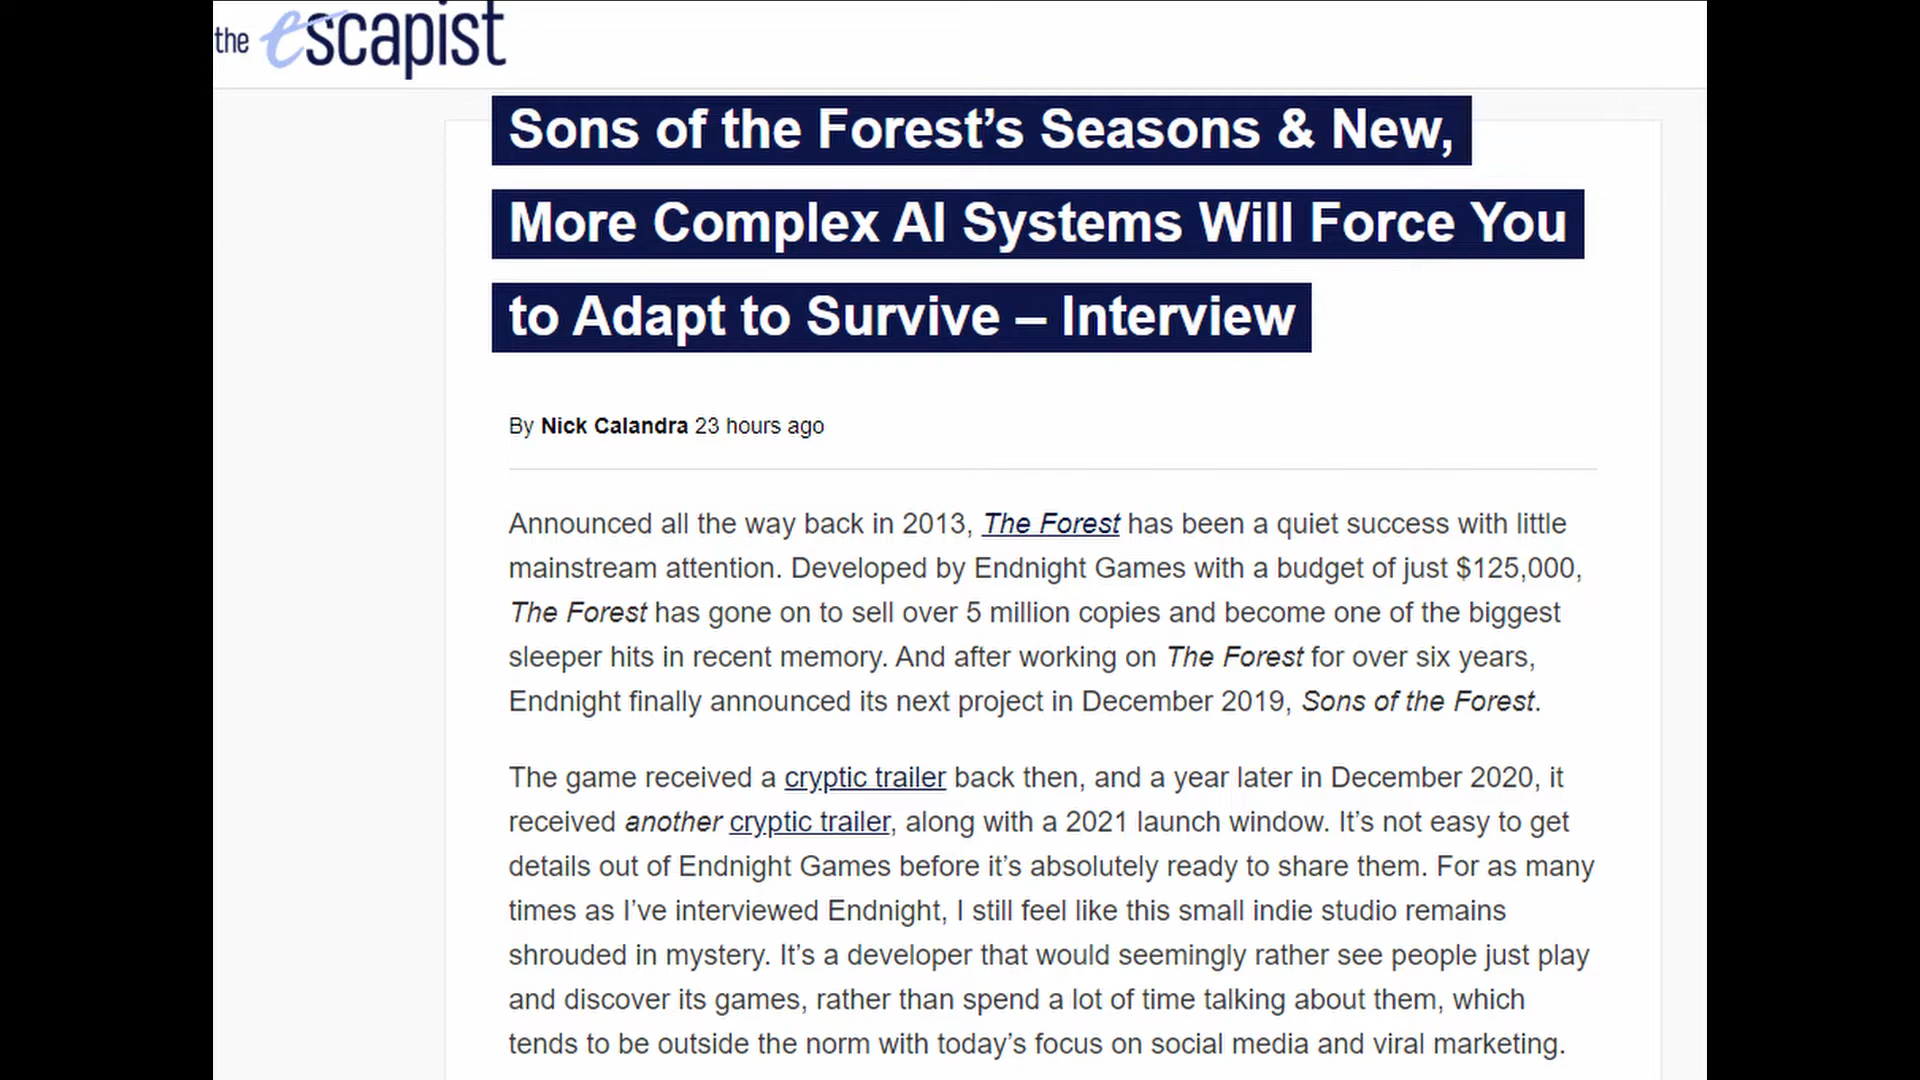 the escapist
Sons of the Forest’s Seasons & New,
More Complex AI Systems Will Force You
to Adapt to Survive – Interview
By Nick Calandra 23 hours ago
Announced all the way back in 2013, The Forest has been a quiet success with little
mainstream attention. Developed by Endnight Games with a budget of just $125,000,
The Forest has gone on to sell over 5 million copies and become one of the biggest
sleeper hits in recent memory. And after working on The Forest for over six years,
Endnight finally announced its next project in December 2019, Sons of the Forest.
The game received a cryptic trailer back then, and a year later in December 2020, it
received another cryptic trailer, along with a 2021 launch window. It’s not easy to get
details out of Endnight Games before it’s absolutely ready to share them. For as many
times as I’ve interviewed Endnight, I still feel like this small indie studio remains
shrouded in mystery. It’s a developer that would seemingly rather see people just play
and discover its games, rather than spend a lot of time talking about them, which
tends to be outside the norm with today’s focus on social media and viral marketing.